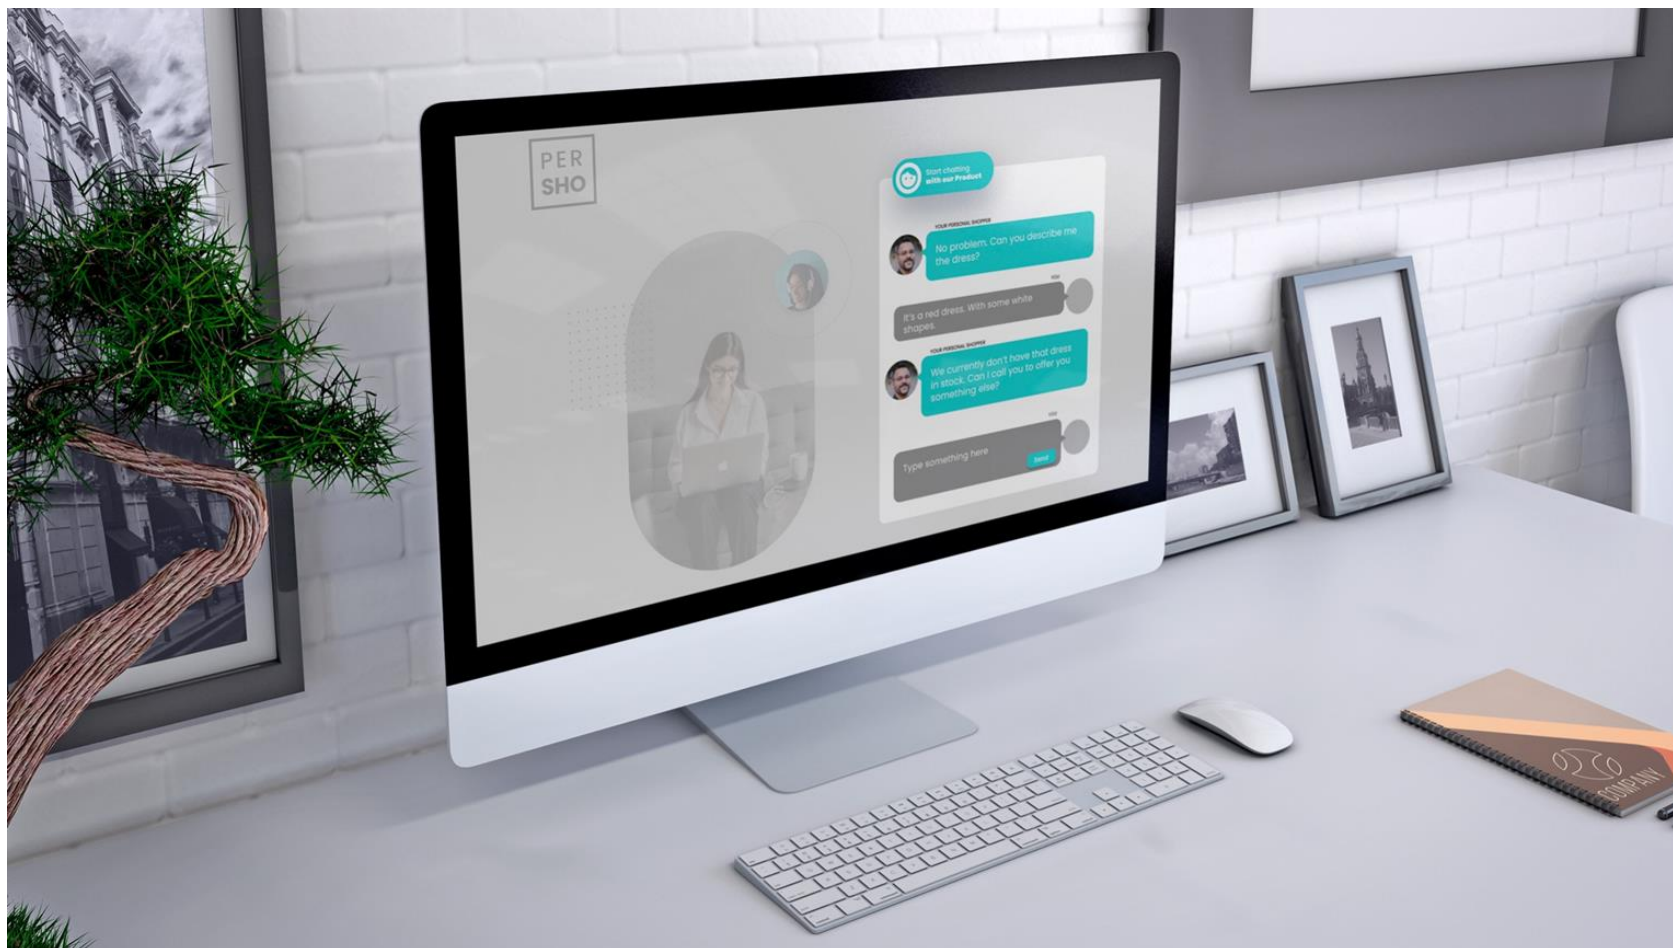 PER
SHO
Start chatting
with our Product
YOUR PERSONAL SHOPPER
No problem. Can you describe me
the dress?
YOU
It's a red dress. With some white
shapes.
YOUR PERSONAL SHOPPER
We currently don't have that dress
in stock. Can I call you to offer you
something else?
YOU
Type something here
Send
COMPANY